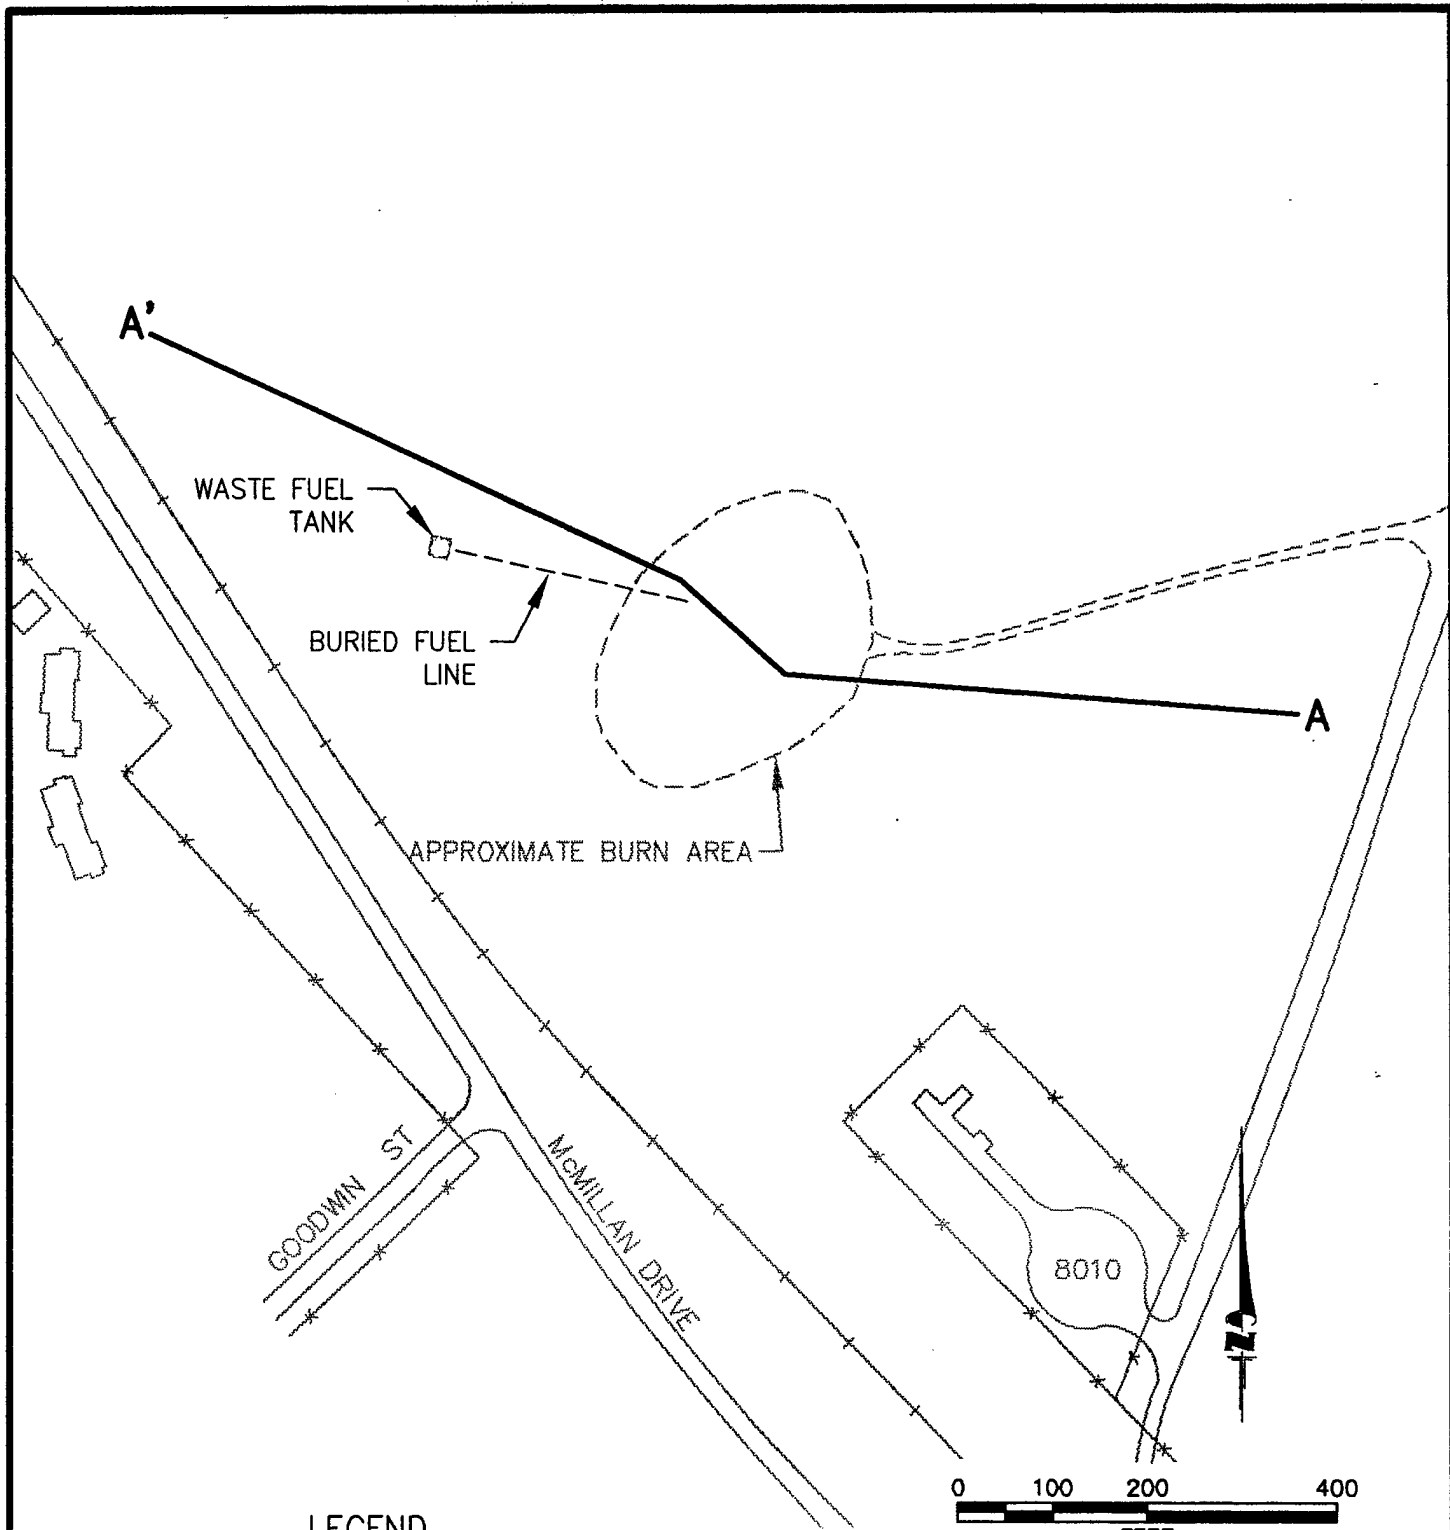 A'
WASTE FUEL
TANK
BURIED FUEL
LINE
A
APPROXIMATE BURN AREA
GOODWIN ST
McMILLAN DRIVE
8010
N
0 100 200 400
LEGEND